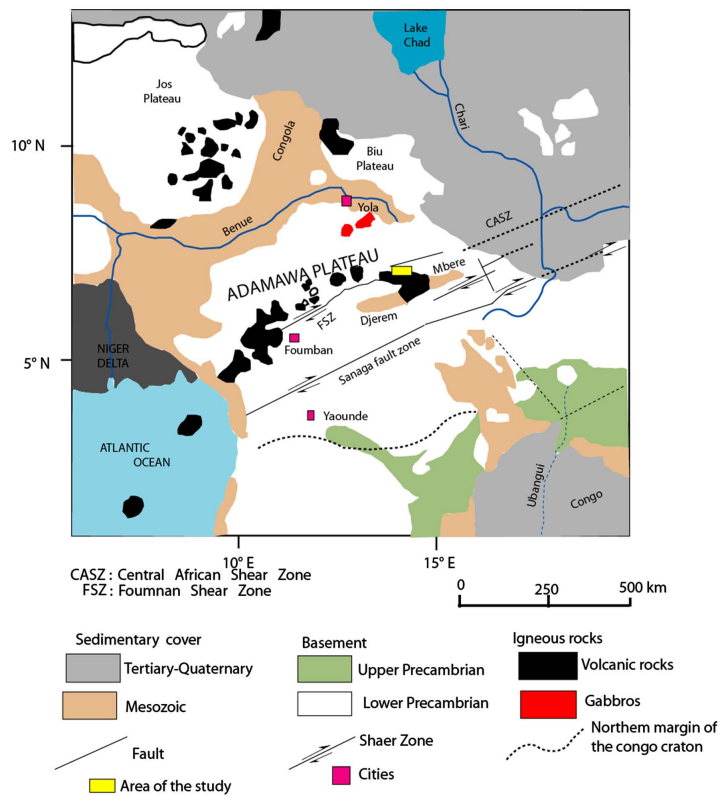 Lake
Chad
Jos
Plateau
Chari
10° N
Congola
Biu
Plateau
Yola
Benue
CASZ
ADAMAWA PLATEAU
Mbere
FSZ
Djerem
Foumban
NIGER
DELTA
5° N
Sanaga fault zone
Yaounde
ATLANTIC
OCEAN
Ubangui
Congo
10° E
15° E
CASZ : Central African Shear Zone
FSZ : Foumnan Shear Zone
0 250 500 km
Sedimentary cover
Basement
Igneous rocks
Tertiary-Quaternary
Upper Precambrian
Volcanic rocks
Mesozoic
Lower Precambrian
Gabbros
Fault
Shaer Zone
Northem margin of
the congo craton
Area of the study
Cities